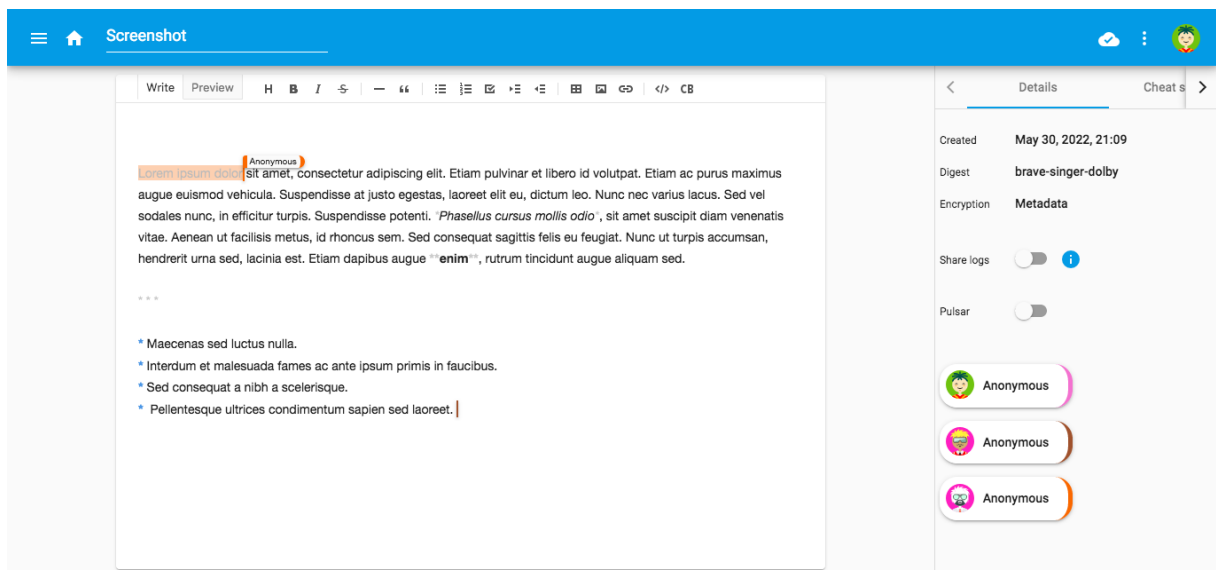 Screenshot
Write Preview H B I S — “ </> CB
Details Cheat s
Anonymous
Lorem ipsum dolor sit amet, consectetur adipiscing elit. Etiam pulvinar et libero id volutpat. Etiam ac purus maximus
augue euismod vehicula. Suspendisse at justo egestas, laoreet elit eu, dictum leo. Nunc nec varius lacus. Sed vel
sodales nunc, in efficitur turpis. Suspendisse potenti. *Phasellus cursus mollis odio*, sit amet suscipit diam venenatis
vitae. Aenean ut facilisis metus, id rhoncus sem. Sed consequat sagittis felis eu feugiat. Nunc ut turpis accumsan,
hendrerit urna sed, lacinia est. Etiam dapibus augue **enim**, rutrum tincidunt augue aliquam sed.
* * *
* Maecenas sed luctus nulla.
* Interdum et malesuada fames ac ante ipsum primis in faucibus.
* Sed consequat a nibh a scelerisque.
* Pellentesque ultrices condimentum sapien sed laoreet.
Created May 30, 2022, 21:09
Digest brave-singer-dolby
Encryption Metadata
Share logs
Pulsar
Anonymous
Anonymous
Anonymous